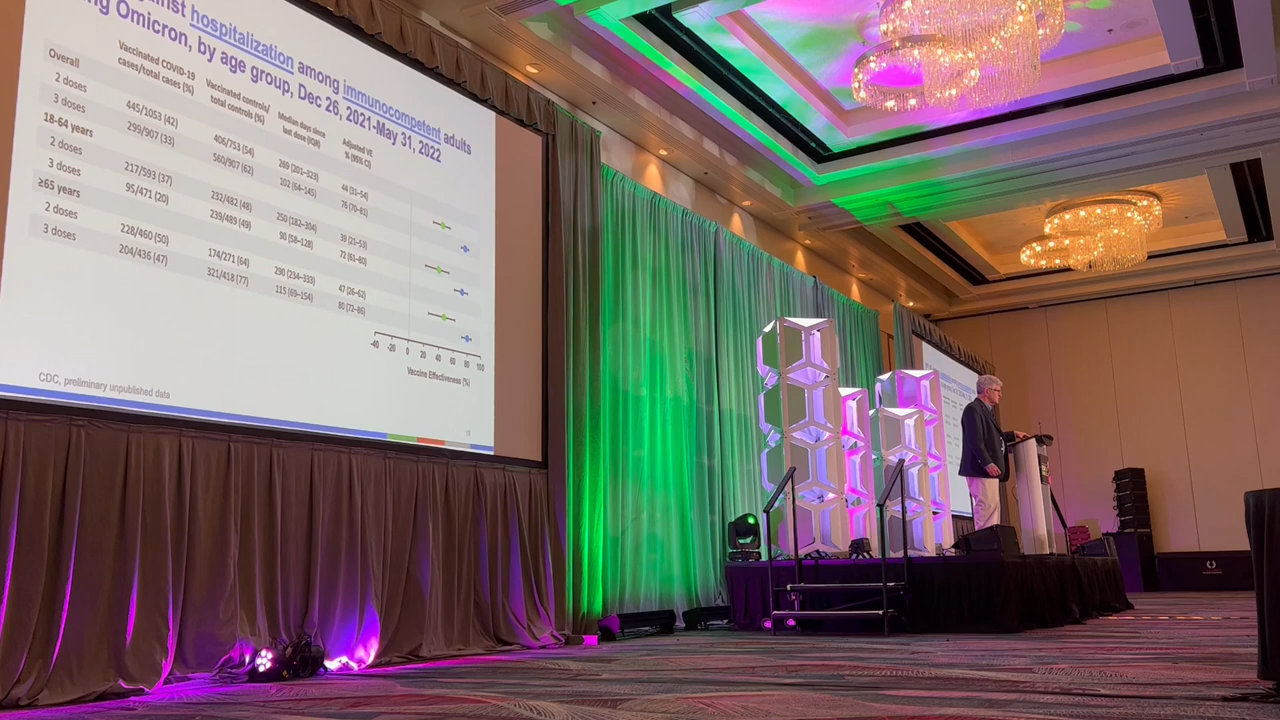 against hospitalization among immunocompetent adults
ng Omicron, by age group, Dec 26, 2021-May 31, 2022
Vaccinated COVID-19 cases/total cases (%) Vaccinated controls/ total controls (%) Median days since last dose (IQR) Adjusted VE % (95% CI)
Overall
2 doses 445/1053 (42) 406/753 (54) 269 (201–323) 44 (31–54)
3 doses 299/907 (33) 560/907 (62) 102 (64–145) 76 (70–81)
18-64 years
2 doses 217/593 (37) 232/482 (48) 250 (182–304) 39 (21–53)
3 doses 95/471 (20) 239/489 (49) 90 (58–128) 72 (61–80)
≥65 years
2 doses 228/460 (50) 174/271 (64) 290 (234–333) 47 (26–62)
3 doses 204/436 (47) 321/418 (77) 115 (69–154) 80 (72–86)
-40 -20 0 20 40 60 80 100
Vaccine Effectiveness (%)
CDC, preliminary unpublished data